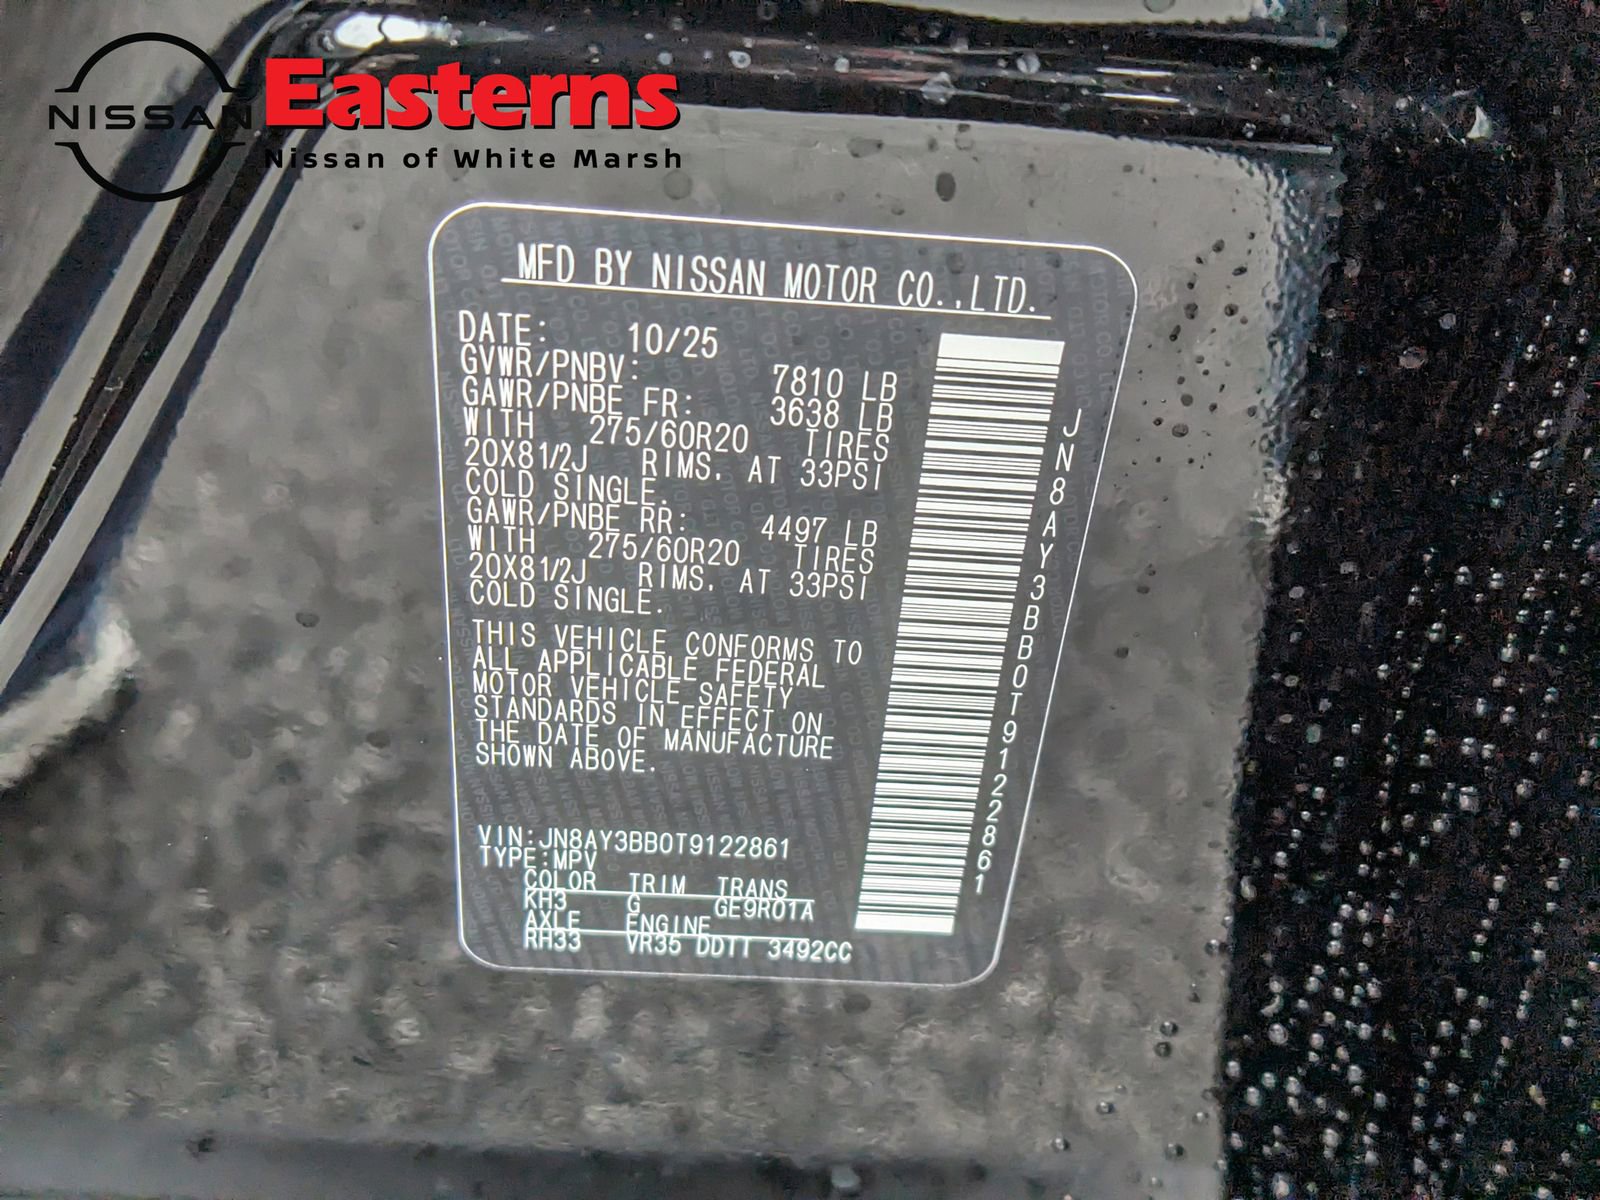 NISSAN
Easterns
Nissan of White Marsh
MFD BY NISSAN MOTOR CO.,LTD.
DATE: 10/25
GVWR/PNBV: 7810 LB
GAWR/PNBE FR: 3638 LB
WITH 275/60R20 TIRES
20X81/2J RIMS. AT 33PSI
COLD SINGLE.
GAWR/PNBE RR: 4497 LB
WITH 275/60R20 TIRES
20X81/2J RIMS. AT 33PSI
COLD SINGLE.
THIS VEHICLE CONFORMS TO
ALL APPLICABLE FEDERAL
MOTOR VEHICLE SAFETY
STANDARDS IN EFFECT ON
THE DATE OF MANUFACTURE
SHOWN ABOVE.
VIN:JN8AY3BB0T9122861
TYPE:MPV
COLOR TRIM TRANS
KH3 G GE9R01A
AXLE ENGINE
RH33 VR35 DDTT 3492CC
JN8AY3BB0T9122861